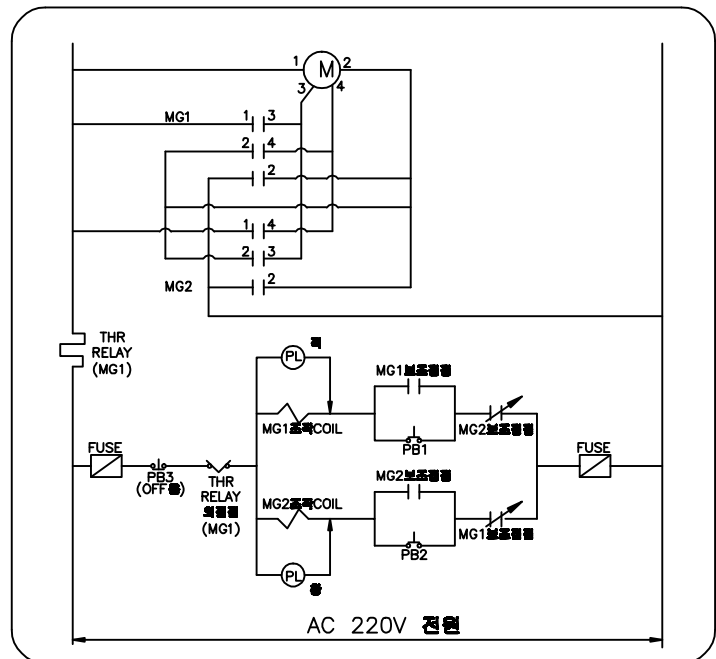 1 M 2
3 4
MG1 1 3
2 4
2
1 4
2 3
MG2 2
THR
RELAY
(MG1)
PL
MG1보조접점
MG1조작COIL
PB1
MG2보조접점
FUSE
FUSE
PB3
(OFF용)
THR
RELAY
(MG1)
MG2보조접점
MG2조작COIL
PB2
MG1보조접점
PL
AC 220V 전원